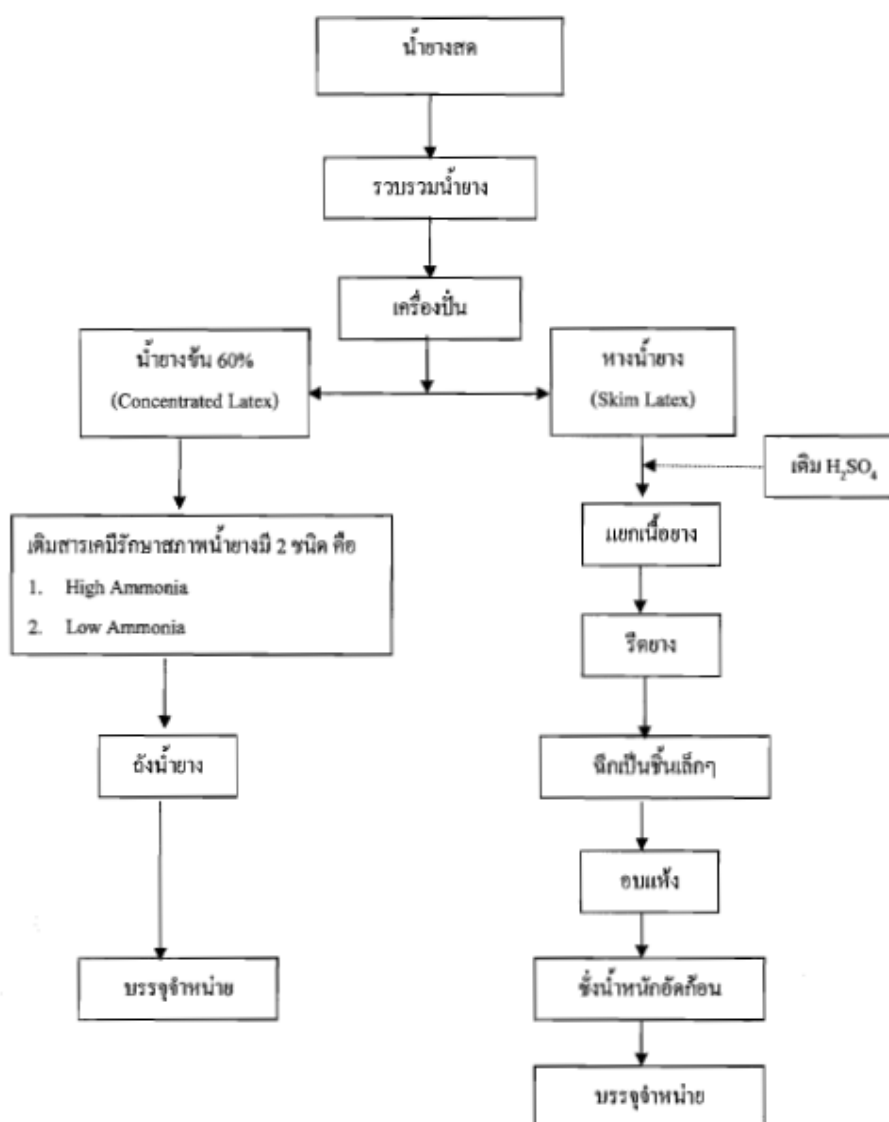 น้ำยางสด
รวบรวมน้ำยาง
เครื่องปั่น
น้ำยางข้น 60%
(Concentrated Latex)
หางน้ำยาง
(Skim Latex)
เติม H₂SO₄
เติมสารเคมีรักษาสภาพน้ำยางมี 2 ชนิด คือ
1. High Ammonia
2. Low Ammonia
แยกเนื้อยาง
รีดยาง
ถังน้ำยาง
ฉีกเป็นชิ้นเล็กๆ
อบแห้ง
บรรจุจำหน่าย
ชั่งน้ำหนักอัดก้อน
บรรจุจำหน่าย